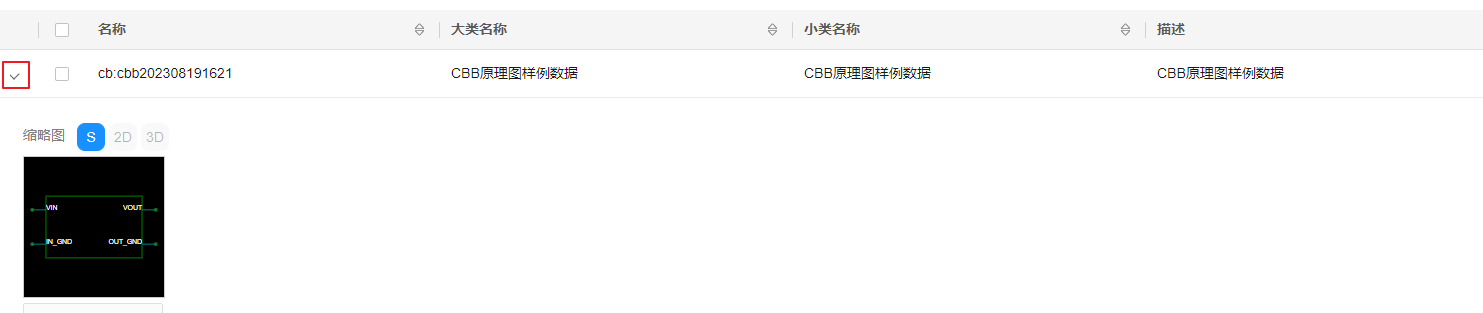 名称 大类名称 小类名称 描述
cb:cbb202308191621 CBB原理图样例数据 CBB原理图样例数据 CBB原理图样例数据
缩略图 S 2D 3D
VIN VOUT
IN_GND OUT_GND